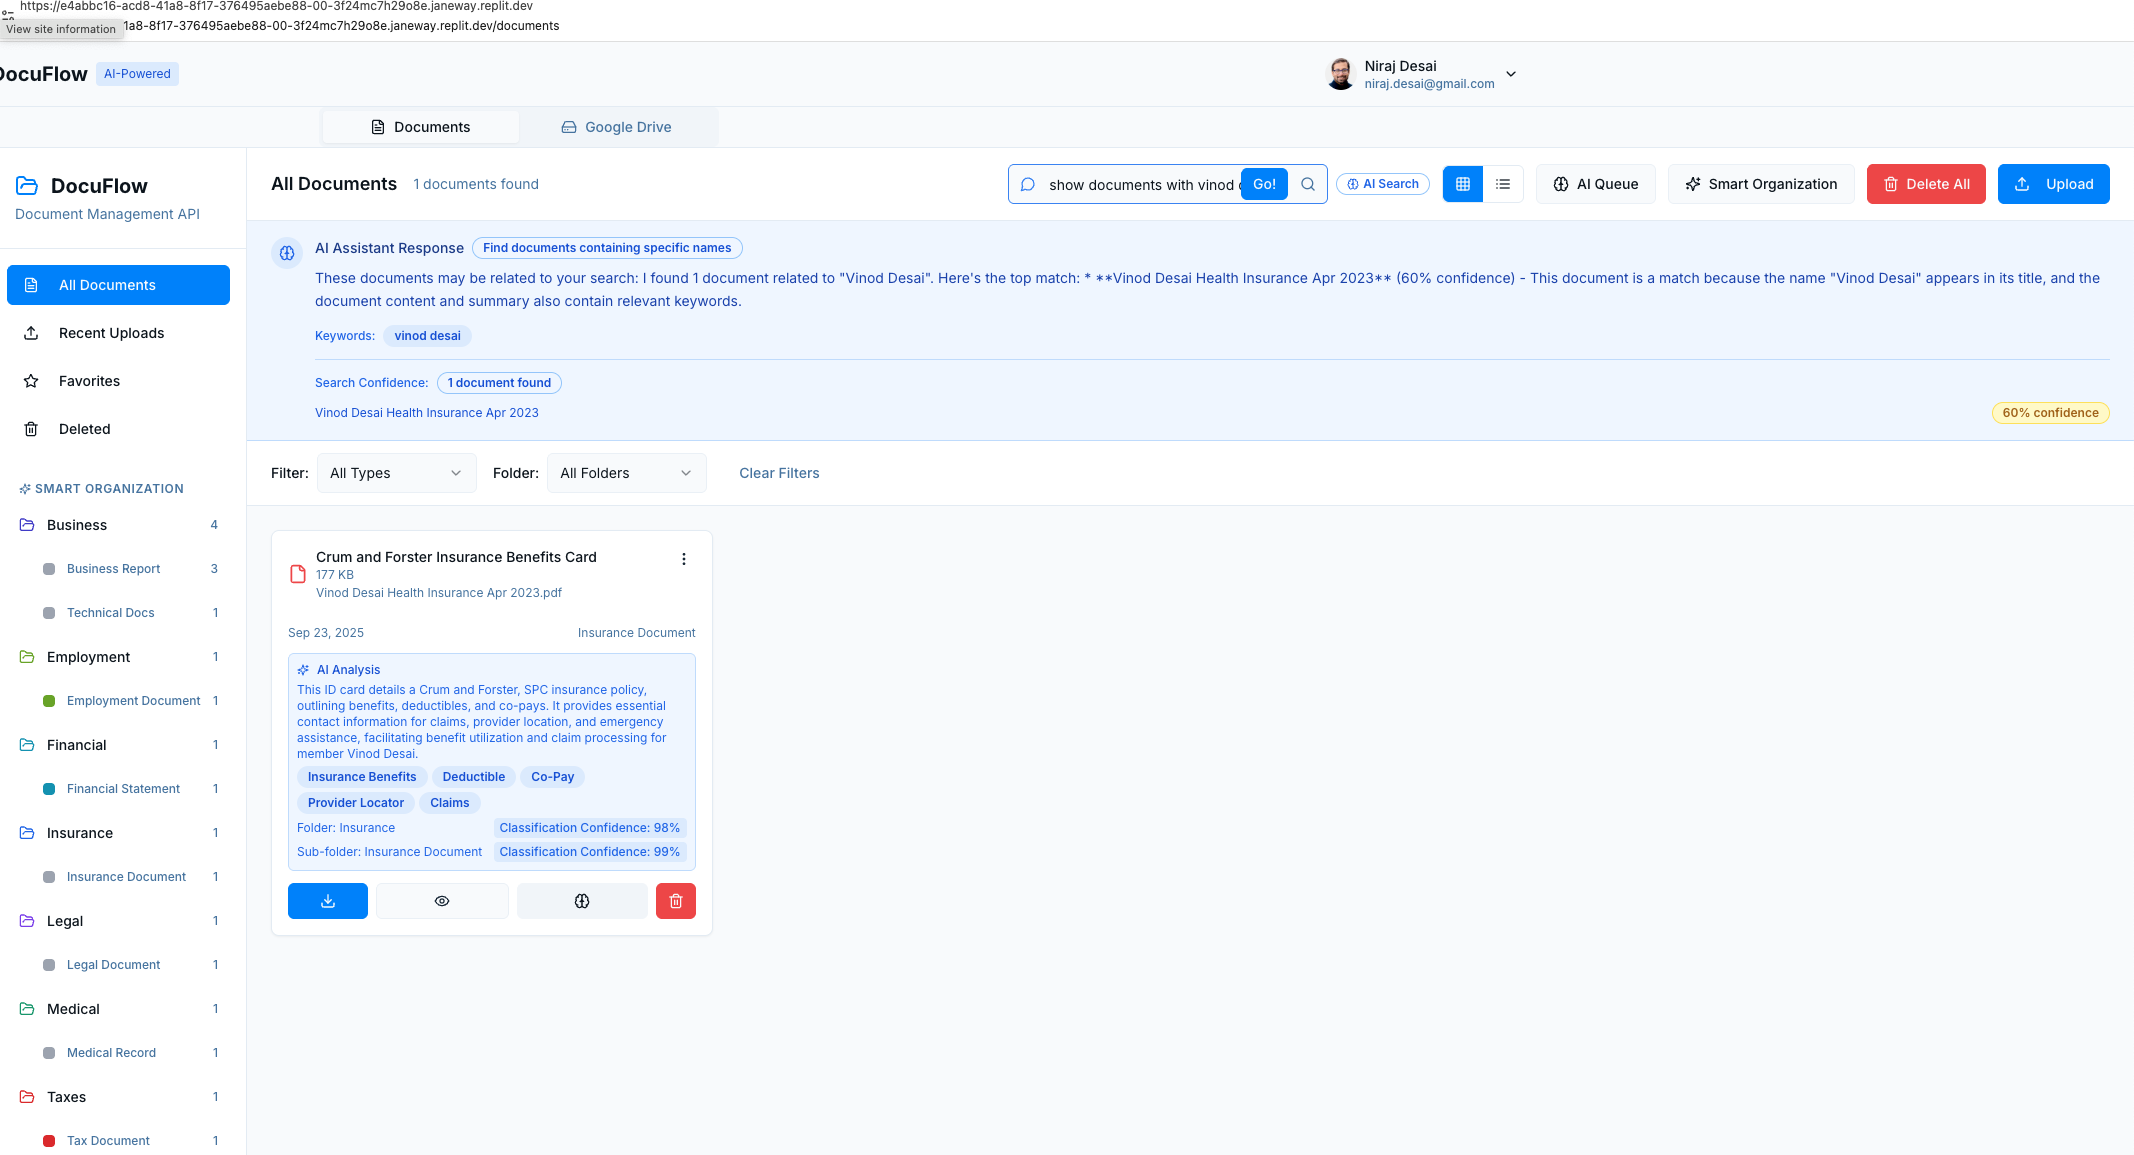 https://e4abbc16-acd8-41a8-8f17-376495aebe88-00-3f24mc7h29o8e.janeway.replit.dev
View site information
1a8-8f17-376495aebe88-00-3f24mc7h29o8e.janeway.replit.dev/documents
DocuFlow AI-Powered
Niraj Desai
niraj.desai@gmail.com
Documents Google Drive
DocuFlow
Document Management API
All Documents 1 documents found
show documents with vinod Go! AI Search AI Queue Smart Organization Delete All Upload
AI Assistant Response Find documents containing specific names
These documents may be related to your search: I found 1 document related to "Vinod Desai". Here's the top match: * **Vinod Desai Health Insurance Apr 2023** (60% confidence) - This document is a match because the name "Vinod Desai" appears in its title, and the
document content and summary also contain relevant keywords.
Keywords: vinod desai
Search Confidence: 1 document found
Vinod Desai Health Insurance Apr 2023 60% confidence
All Documents
Recent Uploads
Favorites
Deleted
SMART ORGANIZATION
Business 4
Business Report 3
Technical Docs 1
Employment 1
Employment Document 1
Financial 1
Financial Statement 1
Insurance 1
Insurance Document 1
Legal 1
Legal Document 1
Medical 1
Medical Record 1
Taxes 1
Tax Document 1
Filter: All Types Folder: All Folders Clear Filters
Crum and Forster Insurance Benefits Card
177 KB
Vinod Desai Health Insurance Apr 2023.pdf
Sep 23, 2025 Insurance Document
AI Analysis
This ID card details a Crum and Forster, SPC insurance policy,
outlining benefits, deductibles, and co-pays. It provides essential
contact information for claims, provider location, and emergency
assistance, facilitating benefit utilization and claim processing for
member Vinod Desai.
Insurance Benefits Deductible Co-Pay
Provider Locator Claims
Folder: Insurance Classification Confidence: 98%
Sub-folder: Insurance Document Classification Confidence: 99%